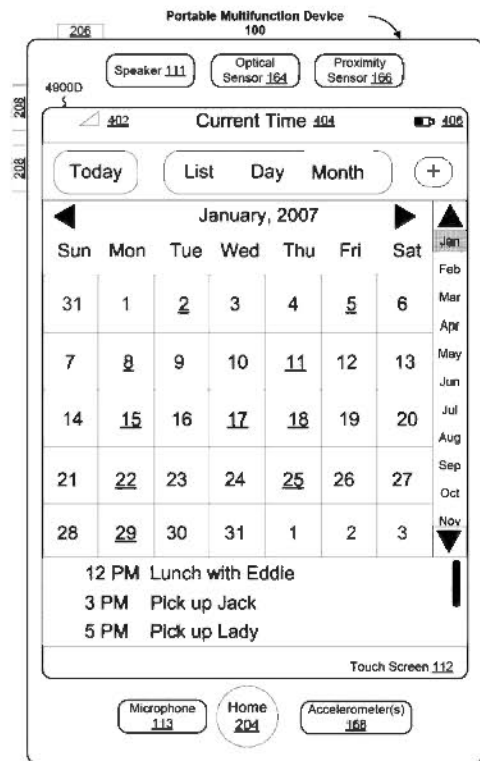 Portable Multifunction Device
100
206
Speaker 111
Optical
Sensor 164
Proximity
Sensor 166
4900D
208
208
402
Current Time 404
406
Today
List Day Month
+
January, 2007
Sun Mon Tue Wed Thu Fri Sat
31 1 2 3 4 5 6
7 8 9 10 11 12 13
14 15 16 17 18 19 20
21 22 23 24 25 26 27
28 29 30 31 1 2 3
Jan
Feb
Mar
Apr
May
Jun
Jul
Aug
Sep
Oct
Nov
12 PM Lunch with Eddie
3 PM Pick up Jack
5 PM Pick up Lady
Touch Screen 112
Microphone
113
Home
204
Accelerometer(s)
168